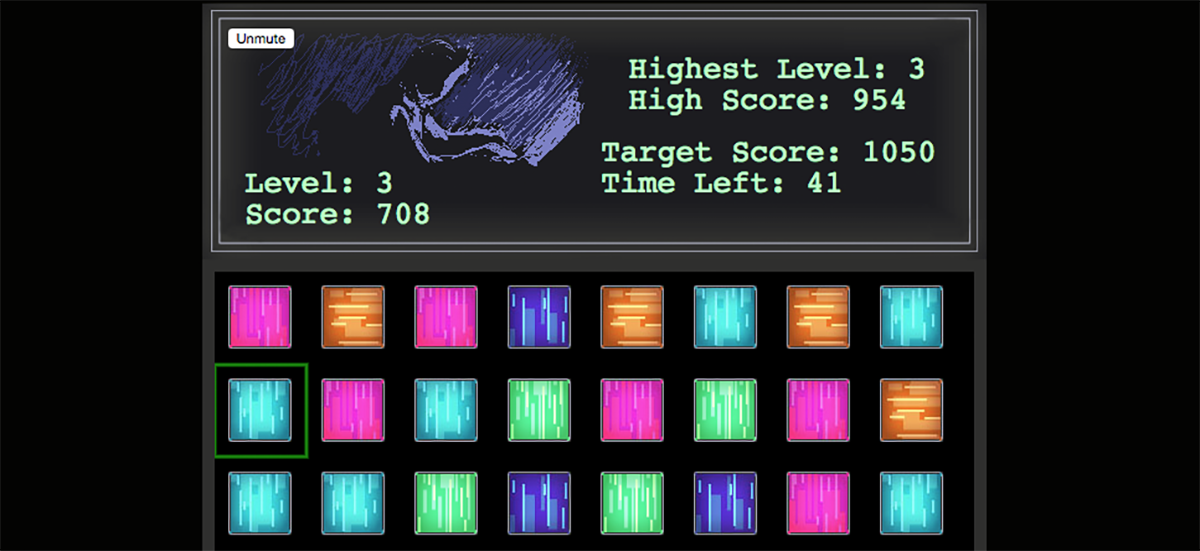 Unmute
Highest Level: 3
High Score: 954
Target Score: 1050
Time Left: 41
Level: 3
Score: 708